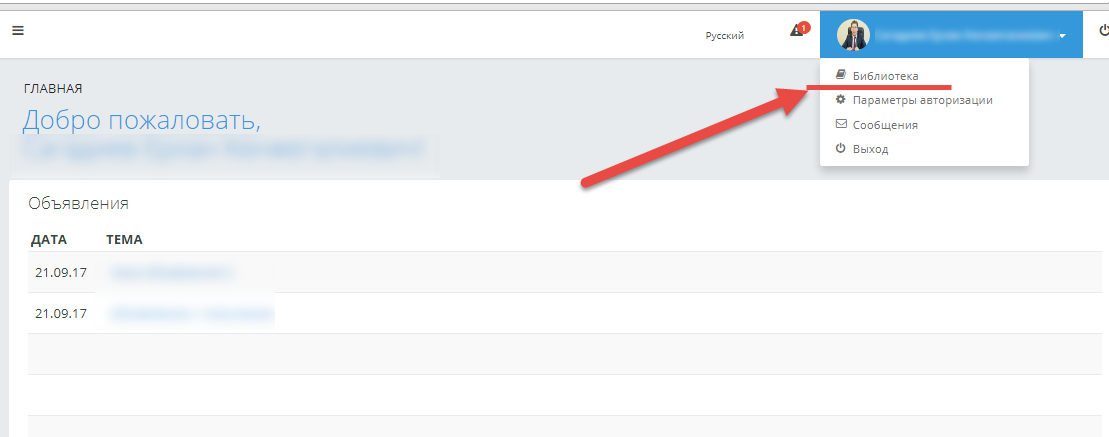 Русский
1
Библиотека
Параметры авторизации
Сообщения
Выход
ГЛАВНАЯ
Добро пожаловать,
Объявления
ДАТА ТЕМА
21.09.17
21.09.17